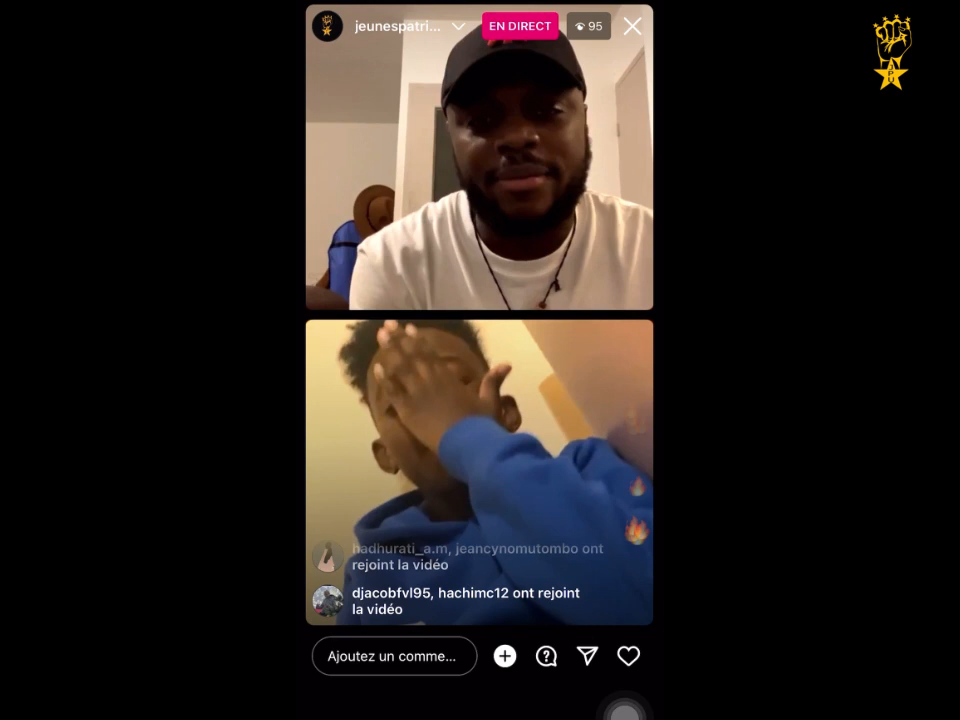 jeunespatri...
EN DIRECT
95
JPU
hadhurati_a.m, jeancynomutombo ont
rejoint la vidéo
djacobfvl95, hachimc12 ont rejoint
la vidéo
Ajoutez un comme...